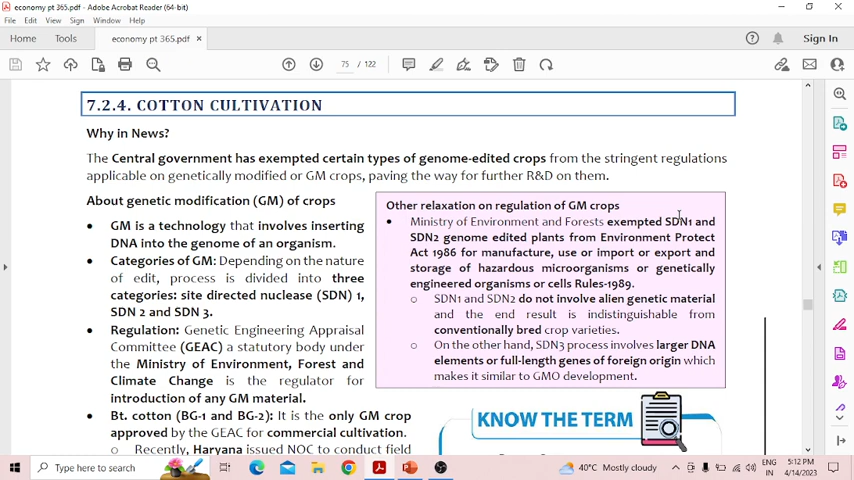 economy pt 365.pdf - Adobe Acrobat Reader (64-bit)
File Edit View Sign Window Help
Home Tools economy pt 365.pdf × Sign In
75 / 122
7.2.4. COTTON CULTIVATION
Why in News?
The Central government has exempted certain types of genome-edited crops from the stringent regulations
applicable on genetically modified or GM crops, paving the way for further R&D on them.
About genetic modification (GM) of crops
• GM is a technology that involves inserting
DNA into the genome of an organism.
• Categories of GM: Depending on the nature
of edit, process is divided into three
categories: site directed nuclease (SDN) 1,
SDN 2 and SDN 3.
• Regulation: Genetic Engineering Appraisal
Committee (GEAC) a statutory body under
the Ministry of Environment, Forest and
Climate Change is the regulator for
introduction of any GM material.
• Bt. cotton (BG-1 and BG-2): It is the only GM crop
approved by the GEAC for commercial cultivation.
o Recently, Haryana issued NOC to conduct field
Other relaxation on regulation of GM crops
• Ministry of Environment and Forests exempted SDN1 and
SDN2 genome edited plants from Environment Protect
Act 1986 for manufacture, use or import or export and
storage of hazardous microorganisms or genetically
engineered organisms or cells Rules-1989.
o SDN1 and SDN2 do not involve alien genetic material
and the end result is indistinguishable from
conventionally bred crop varieties.
o On the other hand, SDN3 process involves larger DNA
elements or full-length genes of foreign origin which
makes it similar to GMO development.
KNOW THE TERM
Type here to search
40°C Mostly cloudy
ENG
IN
5:12 PM
4/14/2023